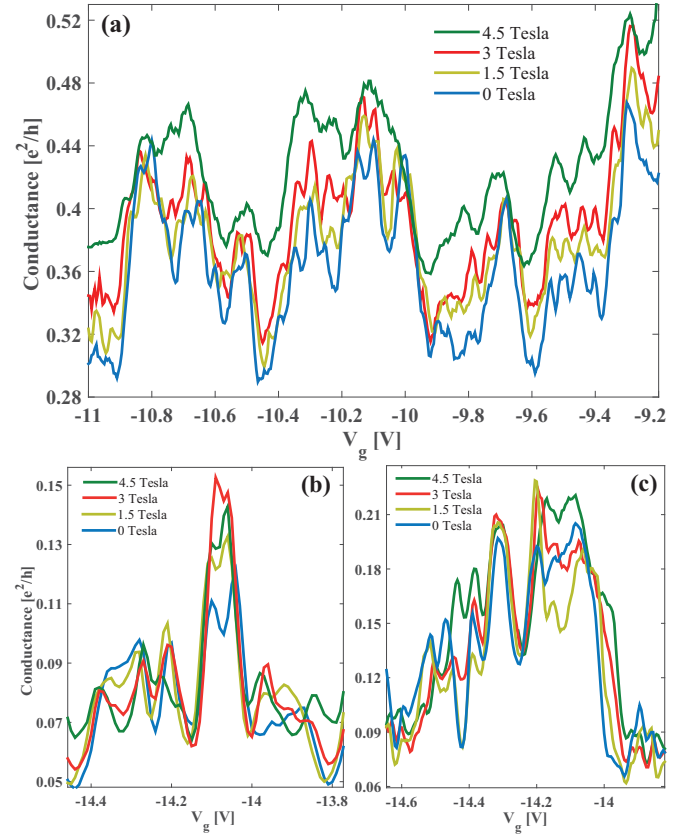 (a)
4.5 Tesla
3 Tesla
1.5 Tesla
0 Tesla
Conductance [e²/h]
0.52
0.48
0.44
0.4
0.36
0.32
0.28
-11 -10.8 -10.6 -10.4 -10.2 -10 -9.8 -9.6 -9.4 -9.2
V_g [V]
(b)
4.5 Tesla
3 Tesla
1.5 Tesla
0 Tesla
Conductance [e²/h]
0.15
0.13
0.11
0.09
0.07
0.05
-14.4 -14.2 -14 -13.8
V_g [V]
(c)
4.5 Tesla
3 Tesla
1.5 Tesla
0 Tesla
0.21
0.18
0.15
0.12
0.09
0.06
-14.6 -14.4 -14.2 -14
V_g [V]